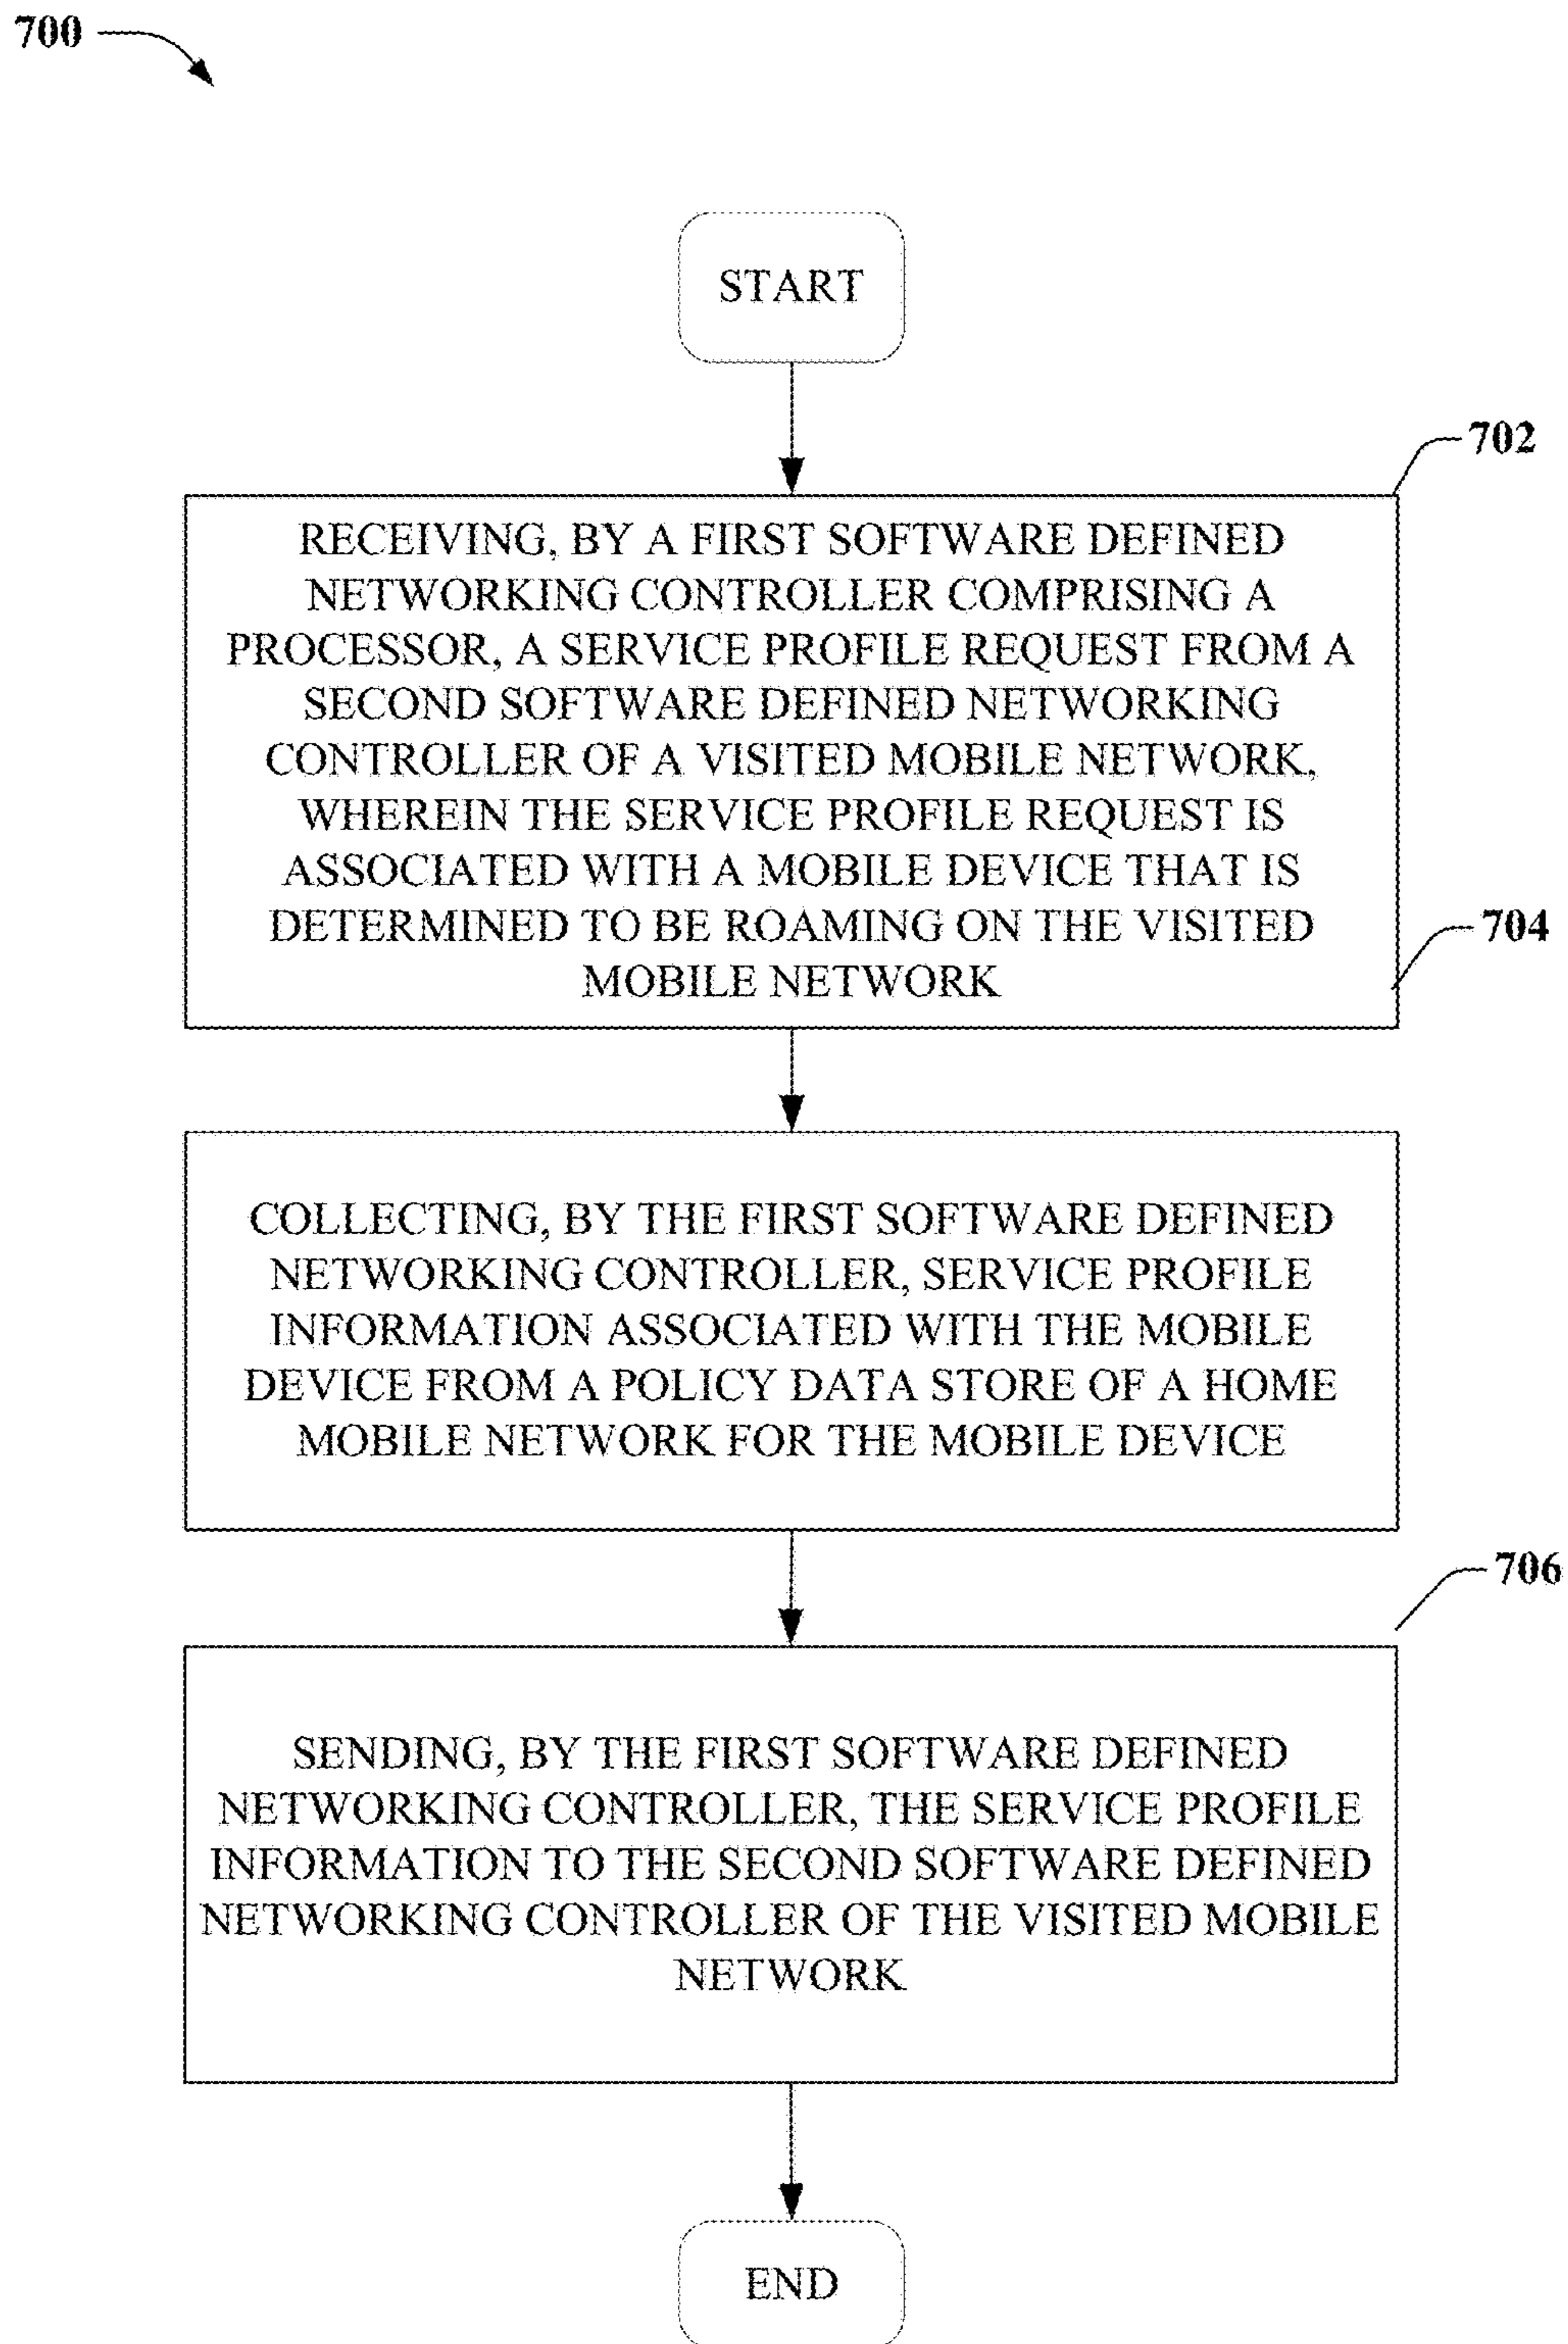 700
START
702
RECEIVING, BY A FIRST SOFTWARE DEFINED
NETWORKING CONTROLLER COMPRISING A
PROCESSOR, A SERVICE PROFILE REQUEST FROM A
SECOND SOFTWARE DEFINED NETWORKING
CONTROLLER OF A VISITED MOBILE NETWORK,
WHEREIN THE SERVICE PROFILE REQUEST IS
ASSOCIATED WITH A MOBILE DEVICE THAT IS
DETERMINED TO BE ROAMING ON THE VISITED
MOBILE NETWORK
704
COLLECTING, BY THE FIRST SOFTWARE DEFINED
NETWORKING CONTROLLER, SERVICE PROFILE
INFORMATION ASSOCIATED WITH THE MOBILE
DEVICE FROM A POLICY DATA STORE OF A HOME
MOBILE NETWORK FOR THE MOBILE DEVICE
706
SENDING, BY THE FIRST SOFTWARE DEFINED
NETWORKING CONTROLLER, THE SERVICE PROFILE
INFORMATION TO THE SECOND SOFTWARE DEFINED
NETWORKING CONTROLLER OF THE VISITED MOBILE
NETWORK
END